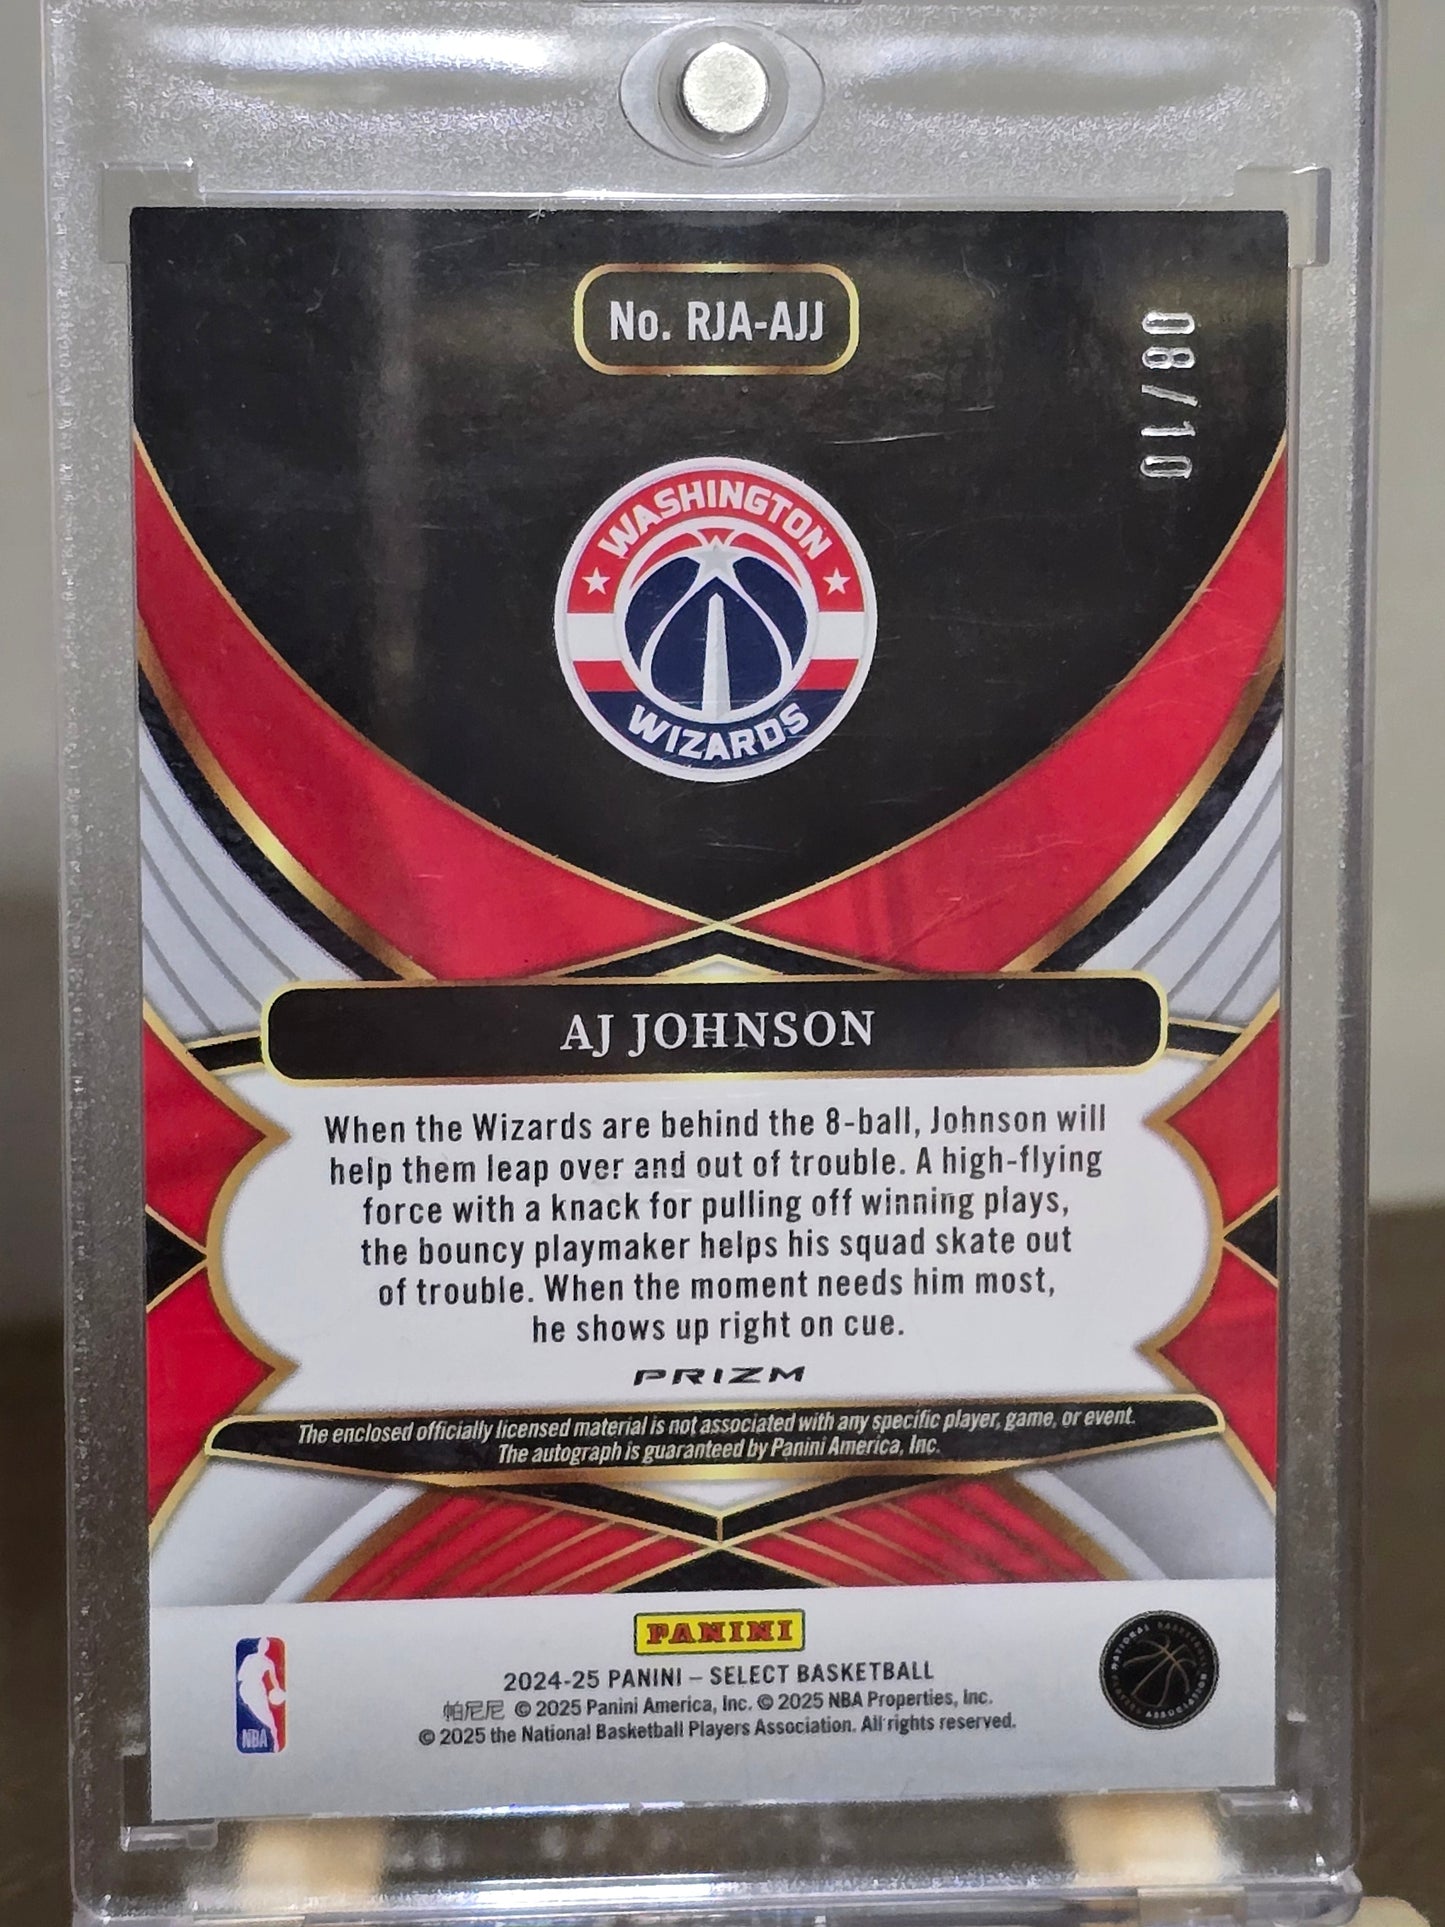 No. RJA-AJJ
08/10
WASHINGTON
WIZARDS
AJ JOHNSON
When the Wizards are behind the 8-ball, Johnson will
help them leap over and out of trouble. A high-flying
force with a knack for pulling off winning plays,
the bouncy playmaker helps his squad skate out
of trouble. When the moment needs him most,
he shows up right on cue.
PRIZM
The enclosed officially licensed material is not associated with any specific player, game, or event.
The autograph is guaranteed by Panini America, Inc.
PANINI
2024-25 PANINI – SELECT BASKETBALL
帕尼尼 © 2025 Panini America, Inc. © 2025 NBA Properties, Inc.
© 2025 the National Basketball Players Association. All rights reserved.
NBA
NATIONAL BASKETBALL
PLAYERS ASSOCIATION